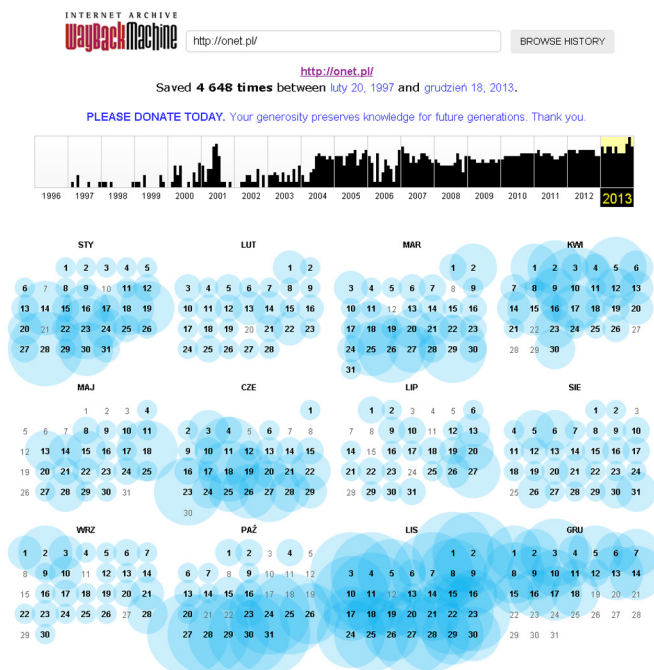 INTERNET ARCHIVE
WayBackMachine
http://onet.pl/
BROWSE HISTORY
http://onet.pl/
Saved 4 648 times between luty 20, 1997 and grudzień 18, 2013.
PLEASE DONATE TODAY. Your generosity preserves knowledge for future generations. Thank you.
1996 1997 1998 1999 2000 2001 2002 2003 2004 2005 2006 2007 2008 2009 2010 2011 2012 2013
STY LUT MAR KWI
1 2 3 4 5 1 2 1 2 1 2 3 4 5 6
6 7 8 9 10 11 12 3 4 5 6 7 8 9 3 4 5 6 7 8 9 7 8 9 10 11 12 13
13 14 15 16 17 18 19 10 11 12 13 14 15 16 10 11 12 13 14 15 16 14 15 16 17 18 19 20
20 21 22 23 24 25 26 17 18 19 20 21 22 23 17 18 19 20 21 22 23 21 22 23 24 25 26 27
27 28 29 30 31 24 25 26 27 28 24 25 26 27 28 29 30 28 29 30
31
MAJ CZE LIP SIE
1 2 3 4 1 1 2 3 4 5 6 1 2 3
5 6 7 8 9 10 11 2 3 4 5 6 7 8 7 8 9 10 11 12 13 4 5 6 7 8 9 10
12 13 14 15 16 17 18 9 10 11 12 13 14 15 14 15 16 17 18 19 20 11 12 13 14 15 16 17
19 20 21 22 23 24 25 16 17 18 19 20 21 22 21 22 23 24 25 26 27 18 19 20 21 22 23 24
26 27 28 29 30 31 23 24 25 26 27 28 29 28 29 30 31 25 26 27 28 29 30 31
30
WRZ PAŹ LIS GRU
1 2 3 4 5 6 7 1 2 3 4 5 1 2 1 2 3 4 5 6 7
8 9 10 11 12 13 14 6 7 8 9 10 11 12 3 4 5 6 7 8 9 8 9 10 11 12 13 14
15 16 17 18 19 20 21 13 14 15 16 17 18 19 10 11 12 13 14 15 16 15 16 17 18 19 20 21
22 23 24 25 26 27 28 20 21 22 23 24 25 26 17 18 19 20 21 22 23 22 23 24 25 26 27 28
29 30 27 28 29 30 31 24 25 26 27 28 29 30 29 30 31